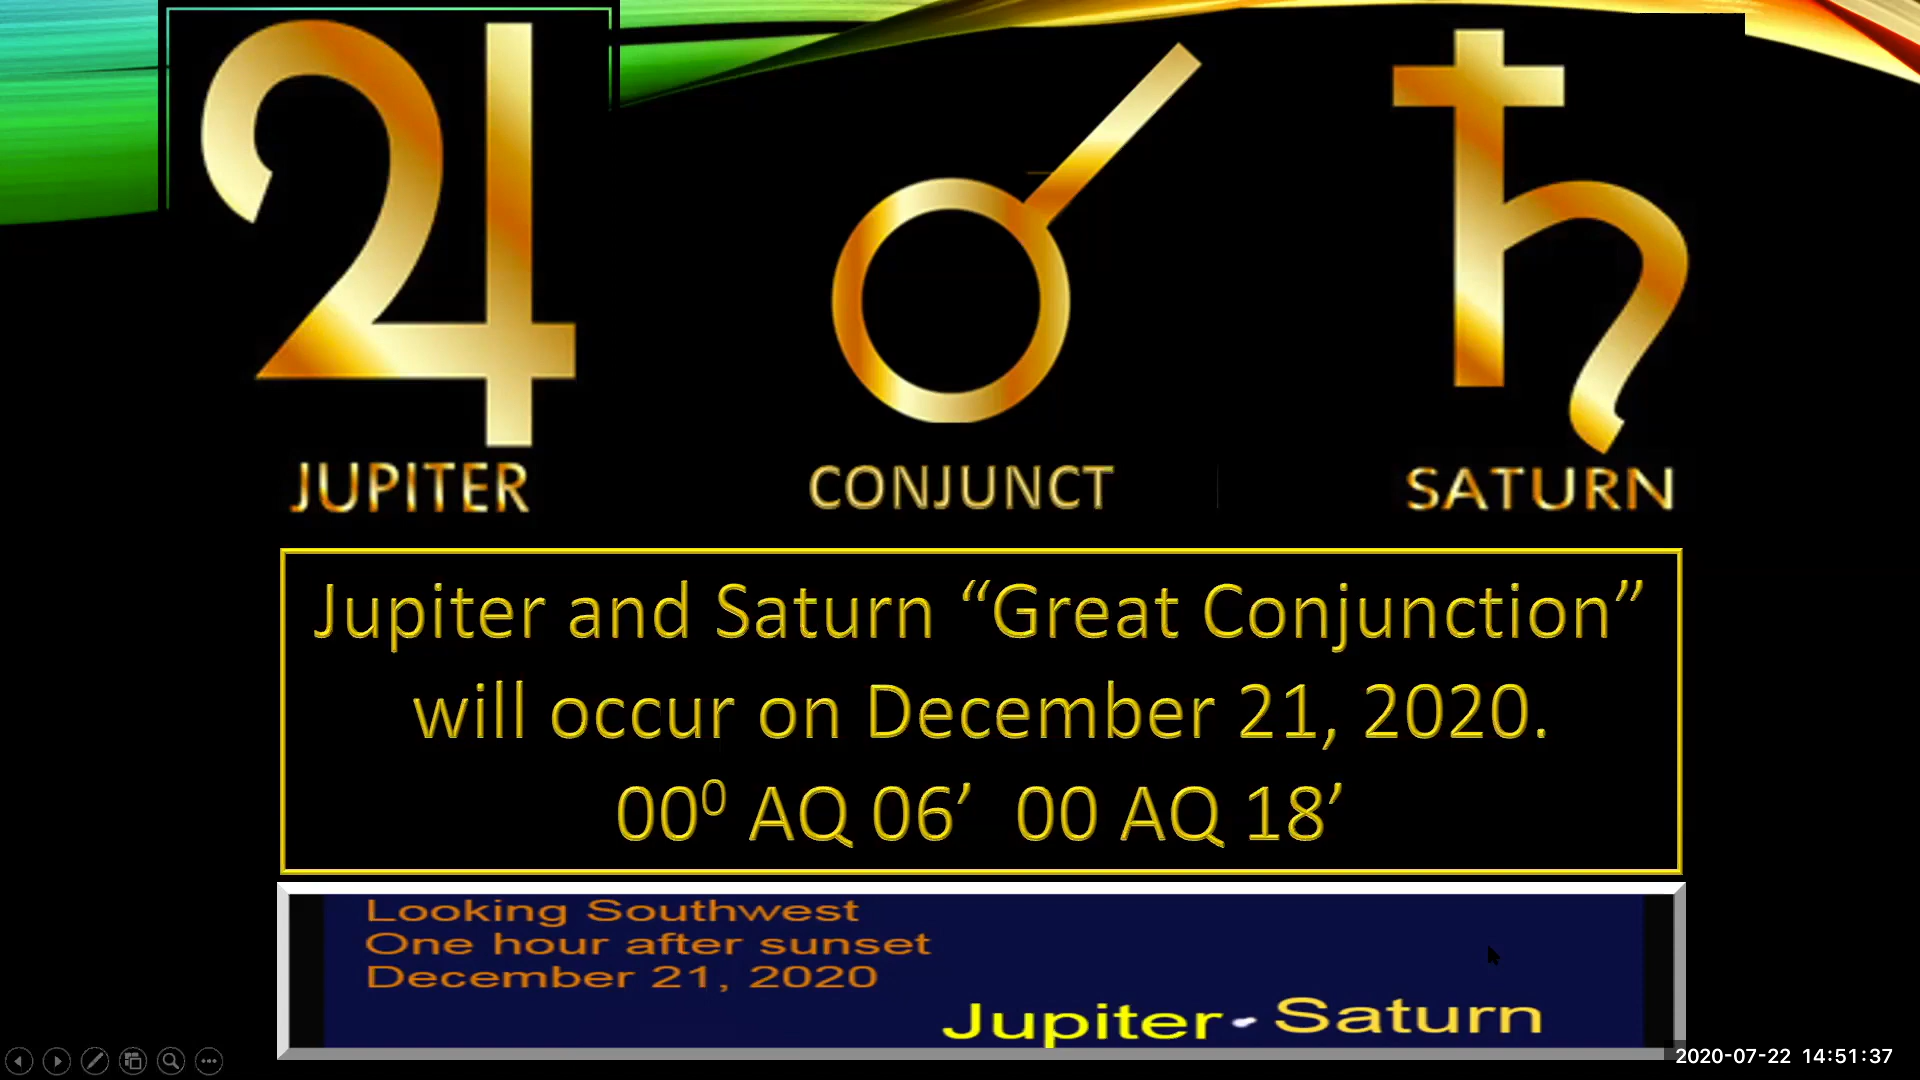 JUPITER CONJUNCT SATURN
Jupiter and Saturn “Great Conjunction”
will occur on December 21, 2020.
00⁰ AQ 06’ 00 AQ 18’
Looking Southwest
One hour after sunset
December 21, 2020
Jupiter Saturn
2020-07-22 14:51:37